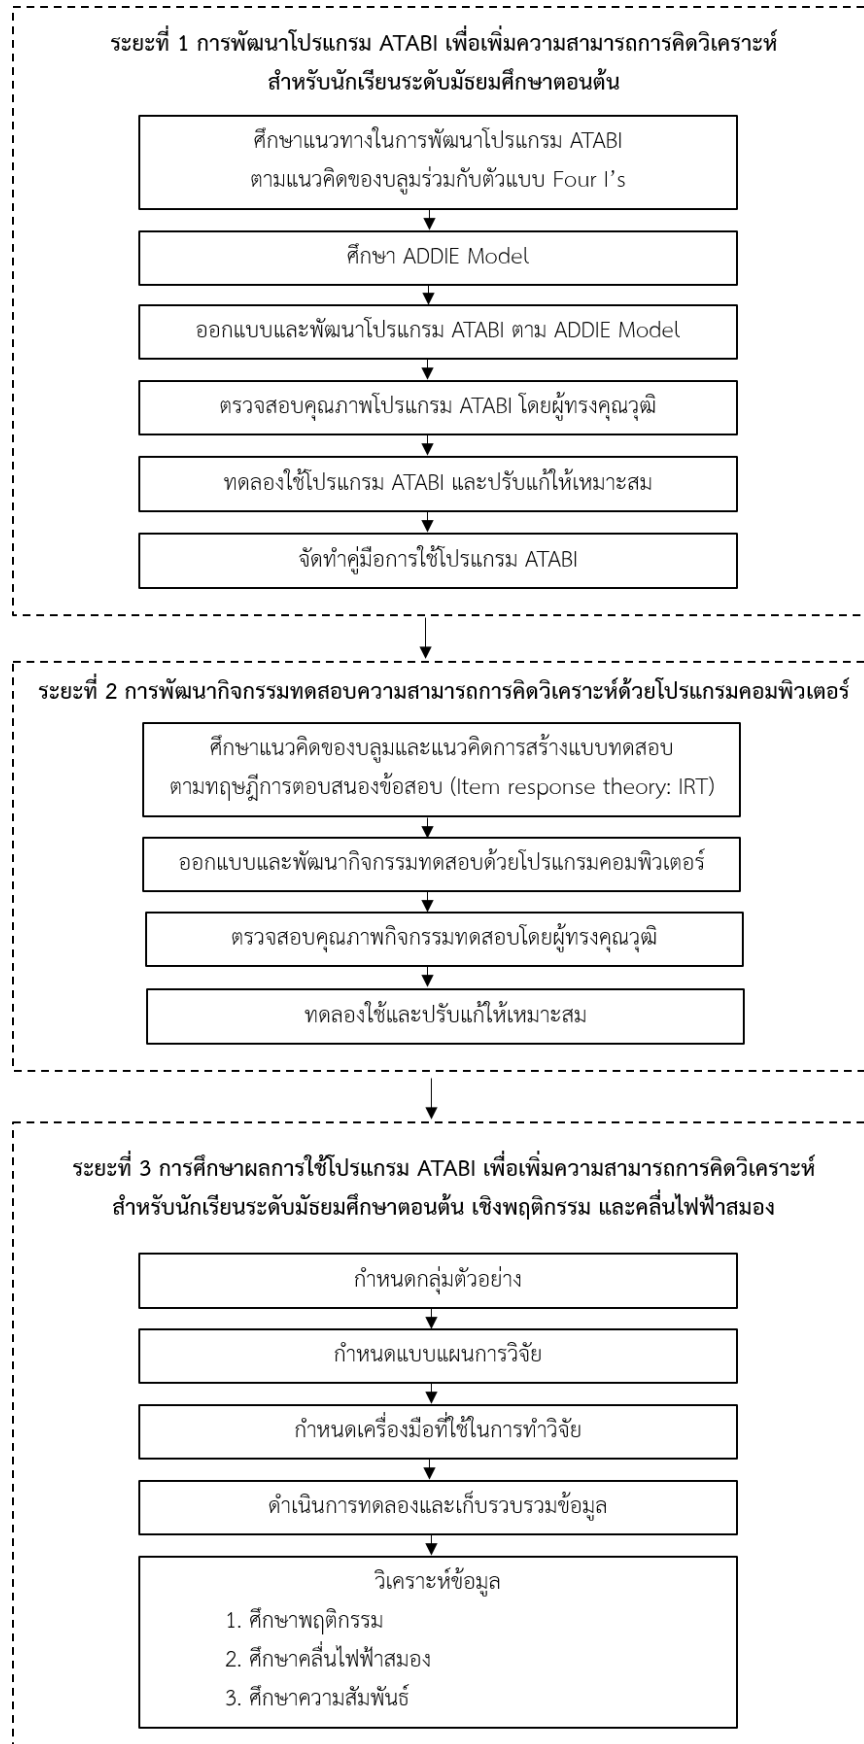 ระยะที่ 1 การพัฒนาโปรแกรม ATABI เพื่อเพิ่มความสามารถการคิดวิเคราะห์
สำหรับนักเรียนระดับมัธยมศึกษาตอนต้น
ศึกษาแนวทางในการพัฒนาโปรแกรม ATABI
ตามแนวคิดของบลูมร่วมกับตัวแบบ Four I’s
ศึกษา ADDIE Model
ออกแบบและพัฒนาโปรแกรม ATABI ตาม ADDIE Model
ตรวจสอบคุณภาพโปรแกรม ATABI โดยผู้ทรงคุณวุฒิ
ทดลองใช้โปรแกรม ATABI และปรับแก้ให้เหมาะสม
จัดทำคู่มือการใช้โปรแกรม ATABI
ระยะที่ 2 การพัฒนากิจกรรมทดสอบความสามารถการคิดวิเคราะห์ด้วยโปรแกรมคอมพิวเตอร์
ศึกษาแนวคิดของบลูมและแนวคิดการสร้างแบบทดสอบ
ตามทฤษฎีการตอบสนองข้อสอบ (Item response theory: IRT)
ออกแบบและพัฒนากิจกรรมทดสอบด้วยโปรแกรมคอมพิวเตอร์
ตรวจสอบคุณภาพกิจกรรมทดสอบโดยผู้ทรงคุณวุฒิ
ทดลองใช้และปรับแก้ให้เหมาะสม
ระยะที่ 3 การศึกษาผลการใช้โปรแกรม ATABI เพื่อเพิ่มความสามารถการคิดวิเคราะห์
สำหรับนักเรียนระดับมัธยมศึกษาตอนต้น เชิงพฤติกรรม และคลื่นไฟฟ้าสมอง
กำหนดกลุ่มตัวอย่าง
กำหนดแบบแผนการวิจัย
กำหนดเครื่องมือที่ใช้ในการทำวิจัย
ดำเนินการทดลองและเก็บรวบรวมข้อมูล
วิเคราะห์ข้อมูล
1. ศึกษาพฤติกรรม
2. ศึกษาคลื่นไฟฟ้าสมอง
3. ศึกษาความสัมพันธ์